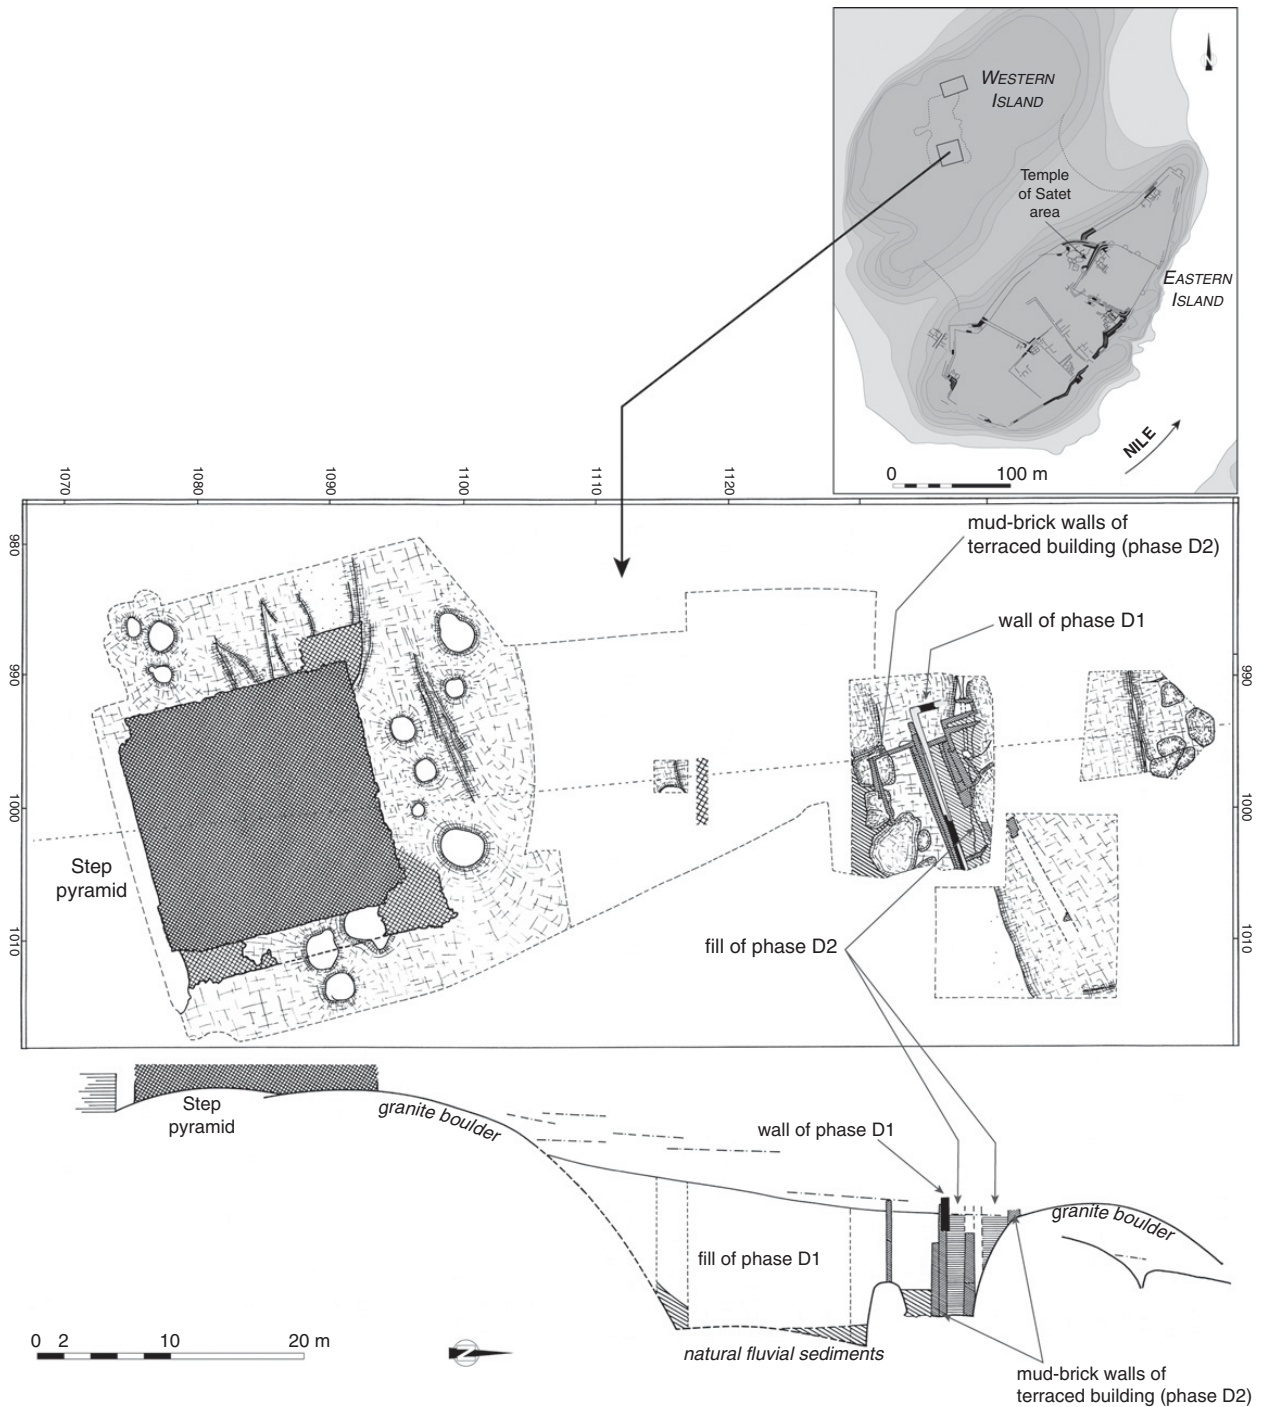 WESTERN
ISLAND
Temple
of Satet
area
EASTERN
ISLAND
NILE
0 100 m
N
1070 1080 1090 1100 1110 1120
mud-brick walls of
terraced building (phase D2)
wall of phase D1
980
990
1000
1010
990
1000
1010
Step
pyramid
fill of phase D2
Step
pyramid
granite boulder
wall of phase D1
granite boulder
fill of phase D1
0 2 10 20 m
N
natural fluvial sediments
mud-brick walls of
terraced building (phase D2)